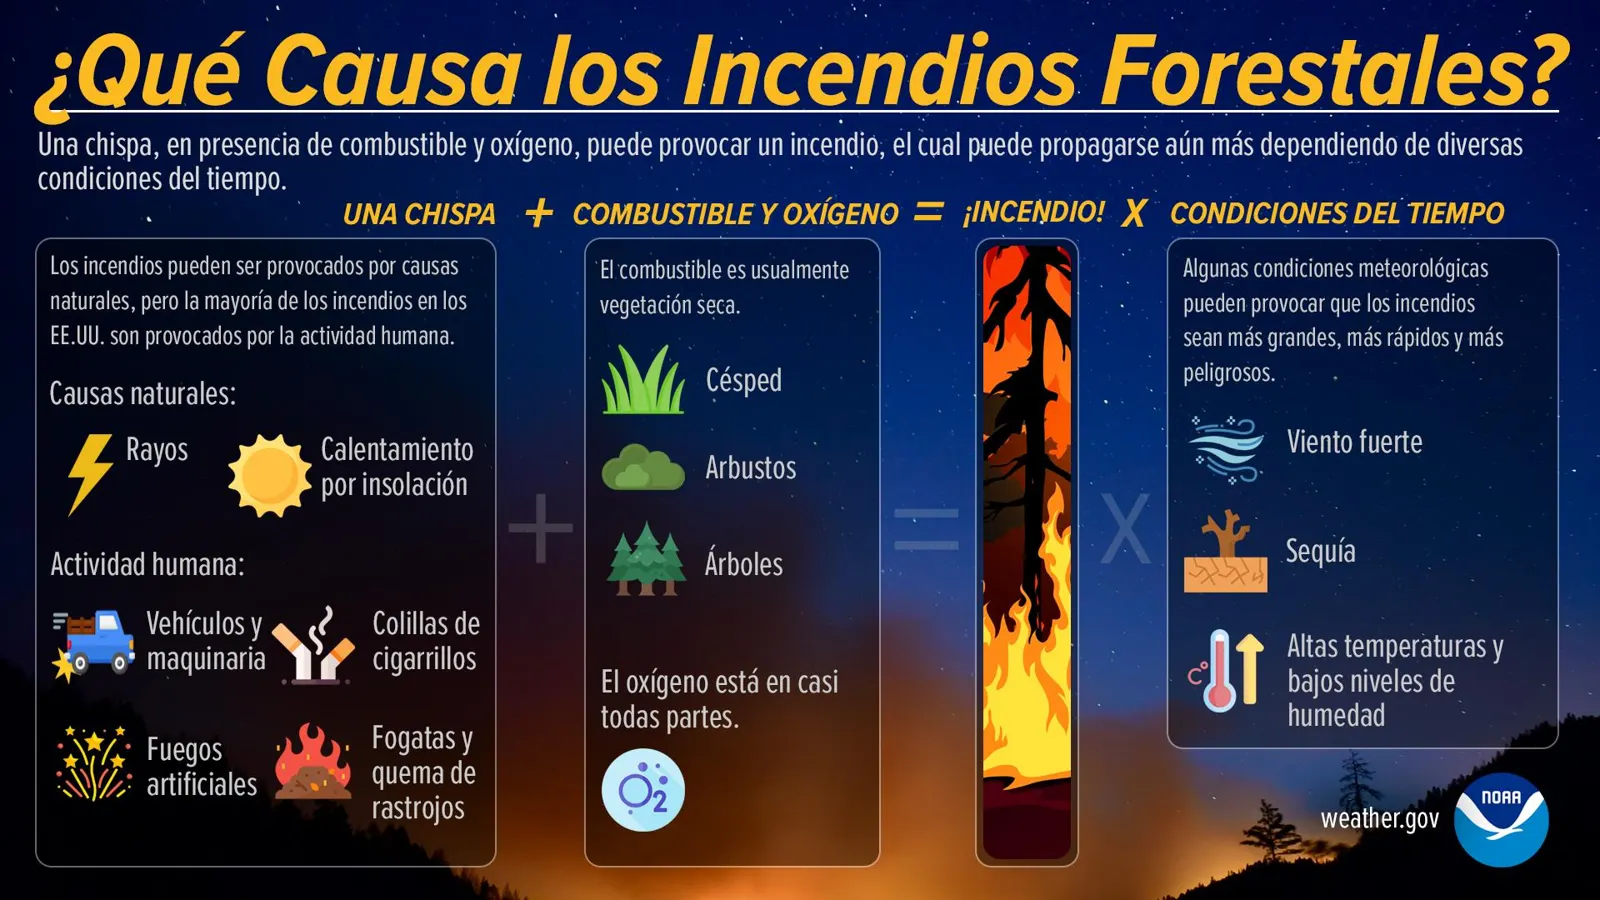 ¿Qué Causa los Incendios Forestales?
Una chispa, en presencia de combustible y oxígeno, puede provocar un incendio, el cual puede propagarse aún más dependiendo de diversas
condiciones del tiempo.
UNA CHISPA + COMBUSTIBLE Y OXÍGENO = ¡INCENDIO! X CONDICIONES DEL TIEMPO
Los incendios pueden ser provocados por causas
naturales, pero la mayoría de los incendios en los
EE.UU. son provocados por la actividad humana.
Causas naturales:
Rayos
Calentamiento
por insolación
Actividad humana:
Vehículos y
maquinaria
Colillas de
cigarrillos
Fuegos
artificiales
Fogatas y
quema de
rastrojos
+
El combustible es usualmente
vegetación seca.
Césped
Arbustos
Árboles
El oxígeno está en casi
todas partes.
O2
=
X
Algunas condiciones meteorológicas
pueden provocar que los incendios
sean más grandes, más rápidos y más
peligrosos.
Viento fuerte
Sequía
C°
Altas temperaturas y
bajos niveles de
humedad
weather.gov
NOAA